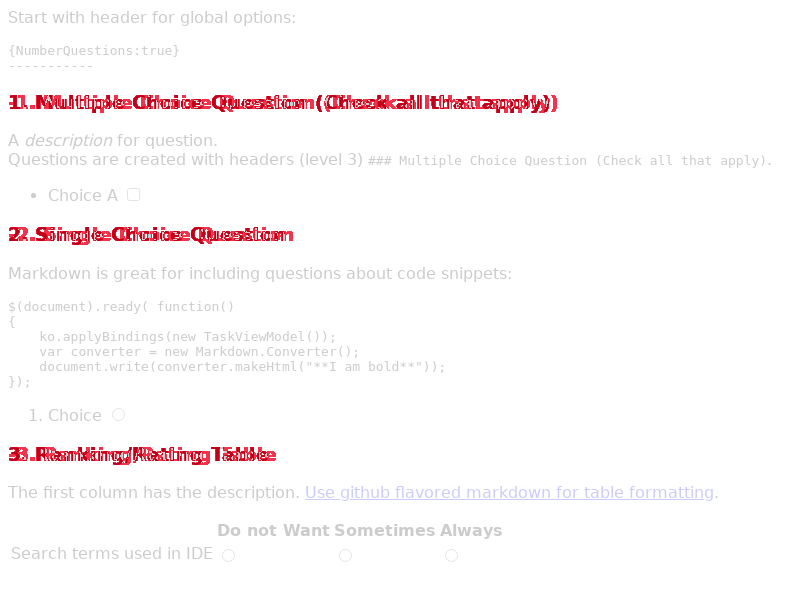 Start with header for global options:
{NumberQuestions:true}
-----------
1. Multiple Choice Question (Check all that apply)
A description for question.
Questions are created with headers (level 3) ### Multiple Choice Question (Check all that apply).
Choice A
2. Single Choice Question
Markdown is great for including questions about code snippets:
$(document).ready( function()
{
    ko.applyBindings(new TaskViewModel());
    var converter = new Markdown.Converter();
    document.write(converter.makeHtml("**I am bold**"));
});
1. Choice
3. Ranking/Rating Table
The first column has the description. Use github flavored markdown for table formatting.
Do not Want Sometimes Always
Search terms used in IDE